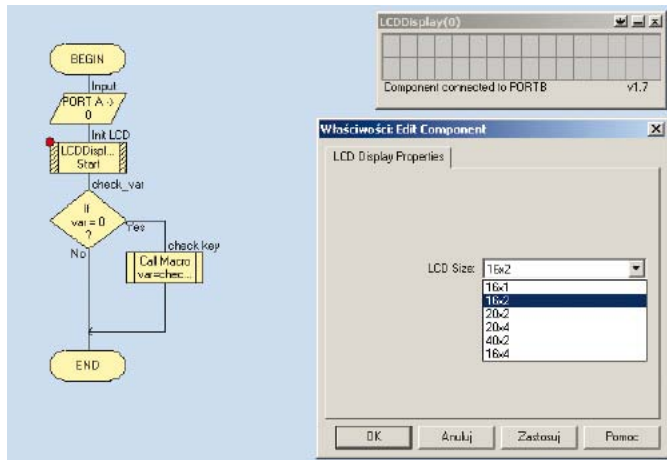 BEGIN
Input
PORT A ->
0
Init LCD
LCDDispl...
Start
check_var
If
var = 0
?
Yes
No
check key
Call Macro
var=chec...
END
LCDDisplay(0)
Component connected to PORTB v1.7
Właściwości: Edit Component
LCD Display Properties
LCD Size: 16x2
16x1
16x2
20x2
20x4
40x2
16x4
OK Anuluj Zastosuj Pomoc